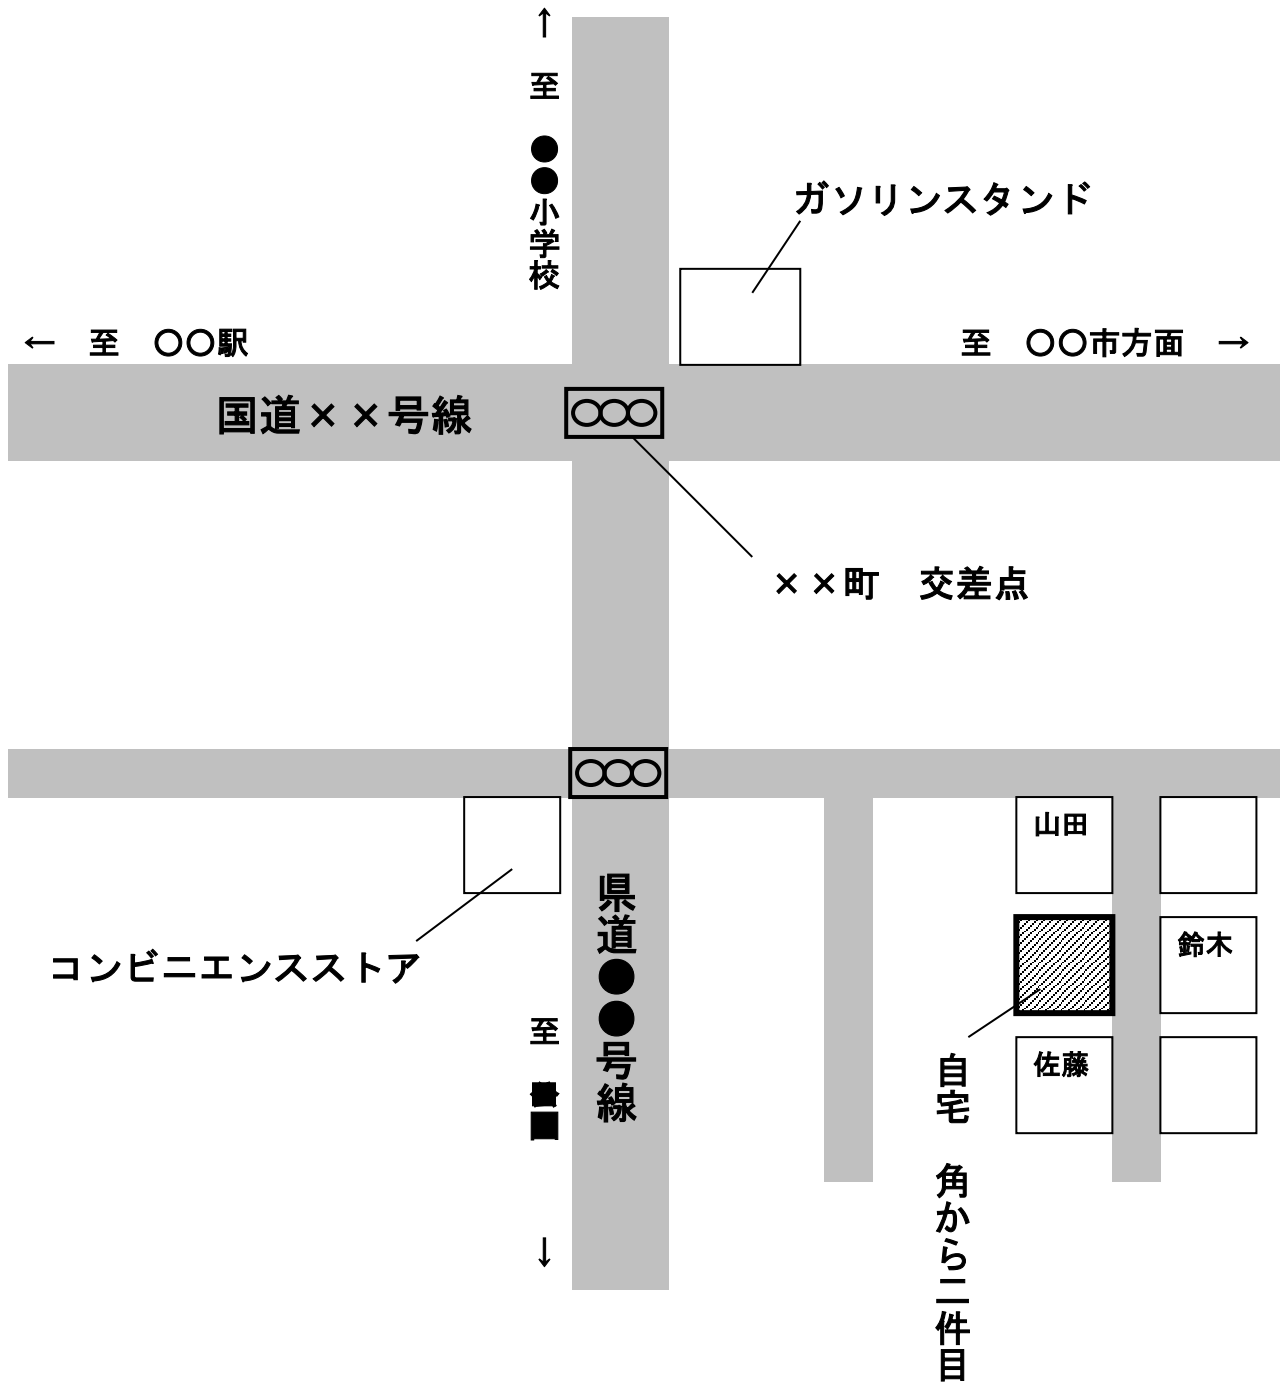 ↑ 至 ●●小学校
ガソリンスタンド
← 至 〇〇駅
至 〇〇市方面 →
国道××号線
××町 交差点
山田
県道●●号線
鈴木
コンビニエンスストア
至
↓
佐藤
自宅 角から二件目